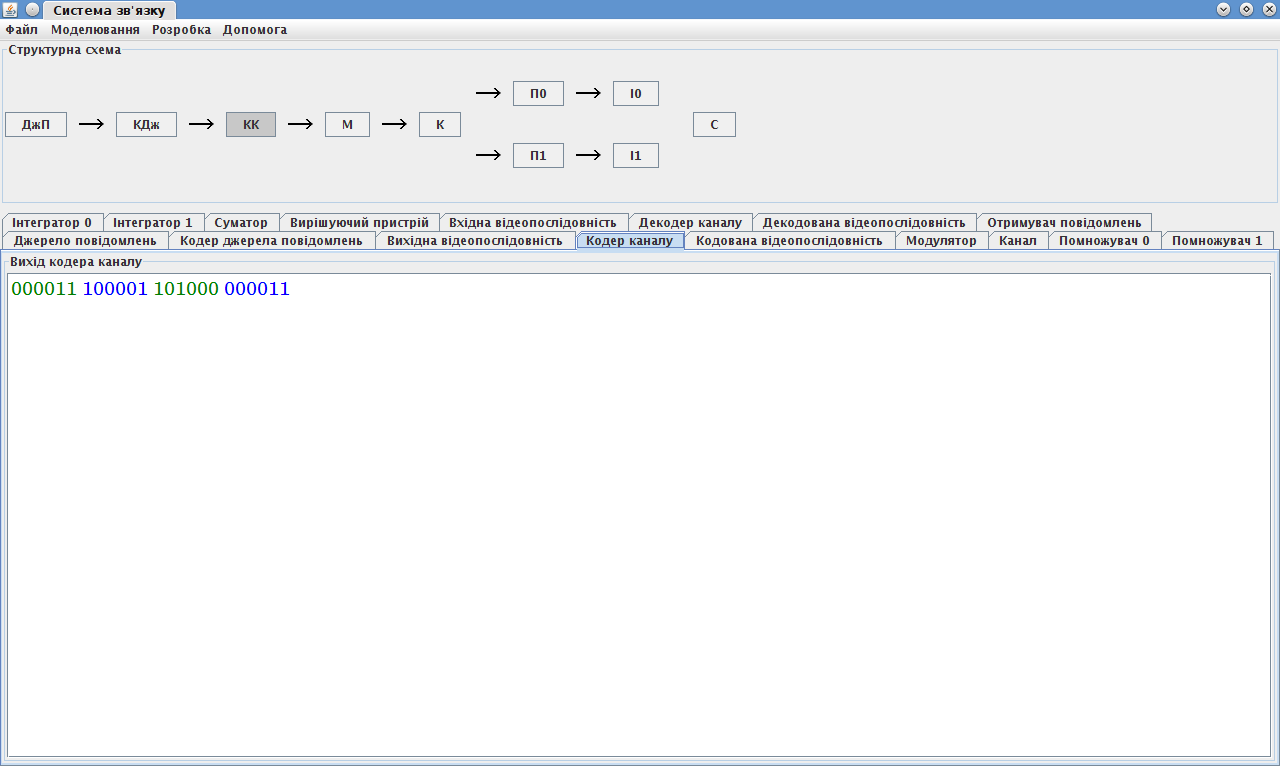 Система зв'язку
Файл Моделювання Розробка Допомога
Структурна схема
П0 І0
ДжП КДж КК М К С
П1 І1
Інтегратор 0 Інтегратор 1 Суматор Вирішуючий пристрій Вхідна відеопослідовність Декодер каналу Декодована відеопослідовність Отримувач повідомлень
Джерело повідомлень Кодер джерела повідомлень Вихідна відеопослідовність Кодер каналу Кодована відеопослідовність Модулятор Канал Помножувач 0 Помножувач 1
Вихід кодера каналу
000011 100001 101000 000011